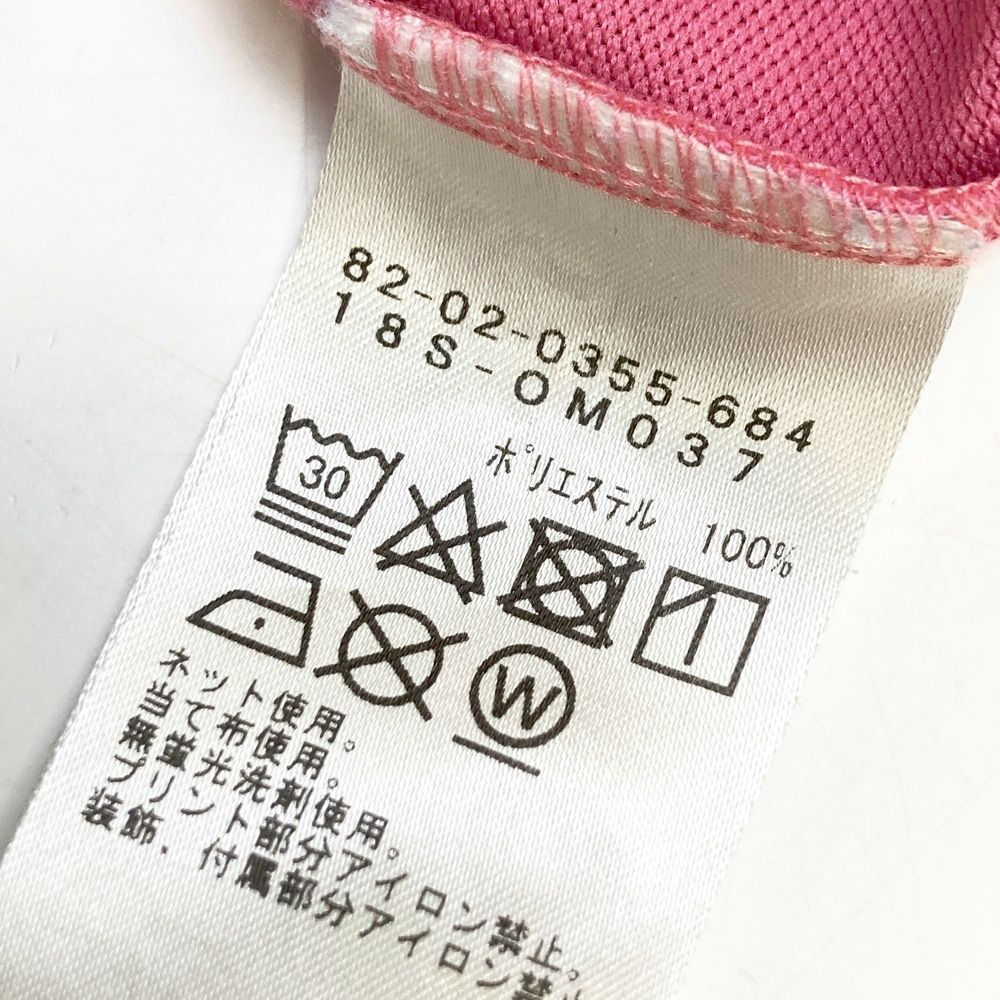 82-02-0355-684
18S-OM037
ポリエステル 100%
30
W
ネット使用。
当て布使用。
無蛍光洗剤使用。
プリント部分アイロン禁止。
装飾、付属部分アイロン禁止